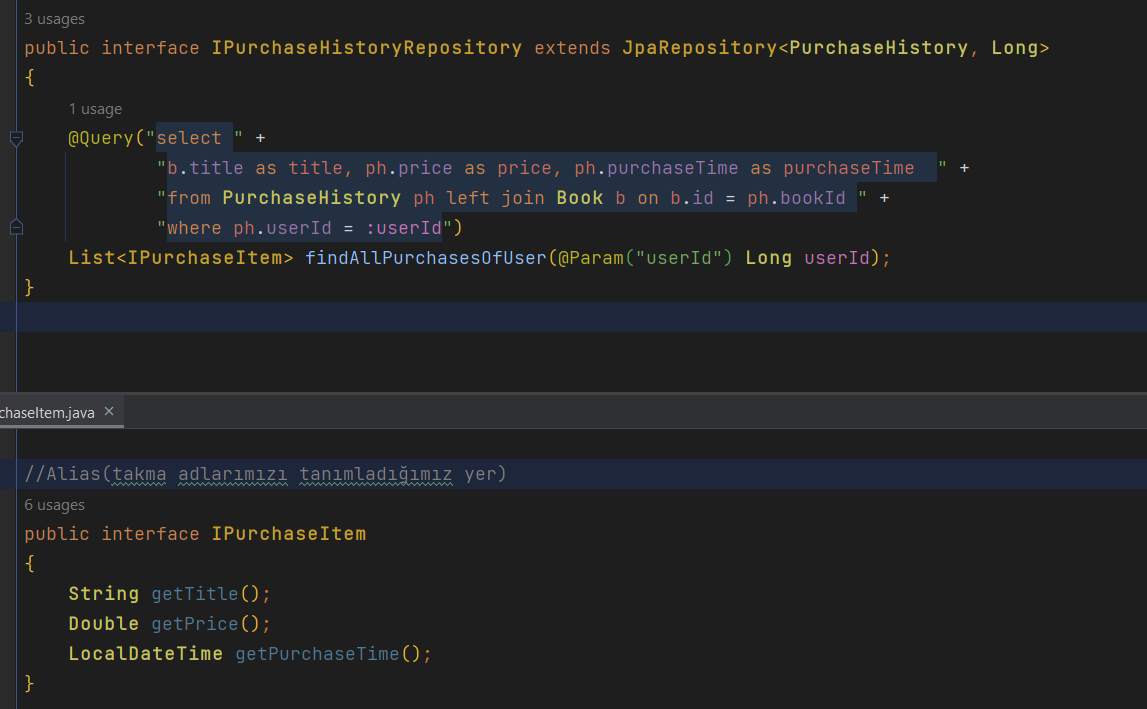 3 usages
public interface IPurchaseHistoryRepository extends JpaRepository<PurchaseHistory, Long>
{
1 usage
@Query("select " +
"b.title as title, ph.price as price, ph.purchaseTime as purchaseTime " +
"from PurchaseHistory ph left join Book b on b.id = ph.bookId " +
"where ph.userId = :userId")
List<IPurchaseItem> findAllPurchasesOfUser(@Param("userId") Long userId);
}
chaseItem.java ×
//Alias(takma adlarımızı tanımladığımız yer)
6 usages
public interface IPurchaseItem
{
String getTitle();
Double getPrice();
LocalDateTime getPurchaseTime();
}